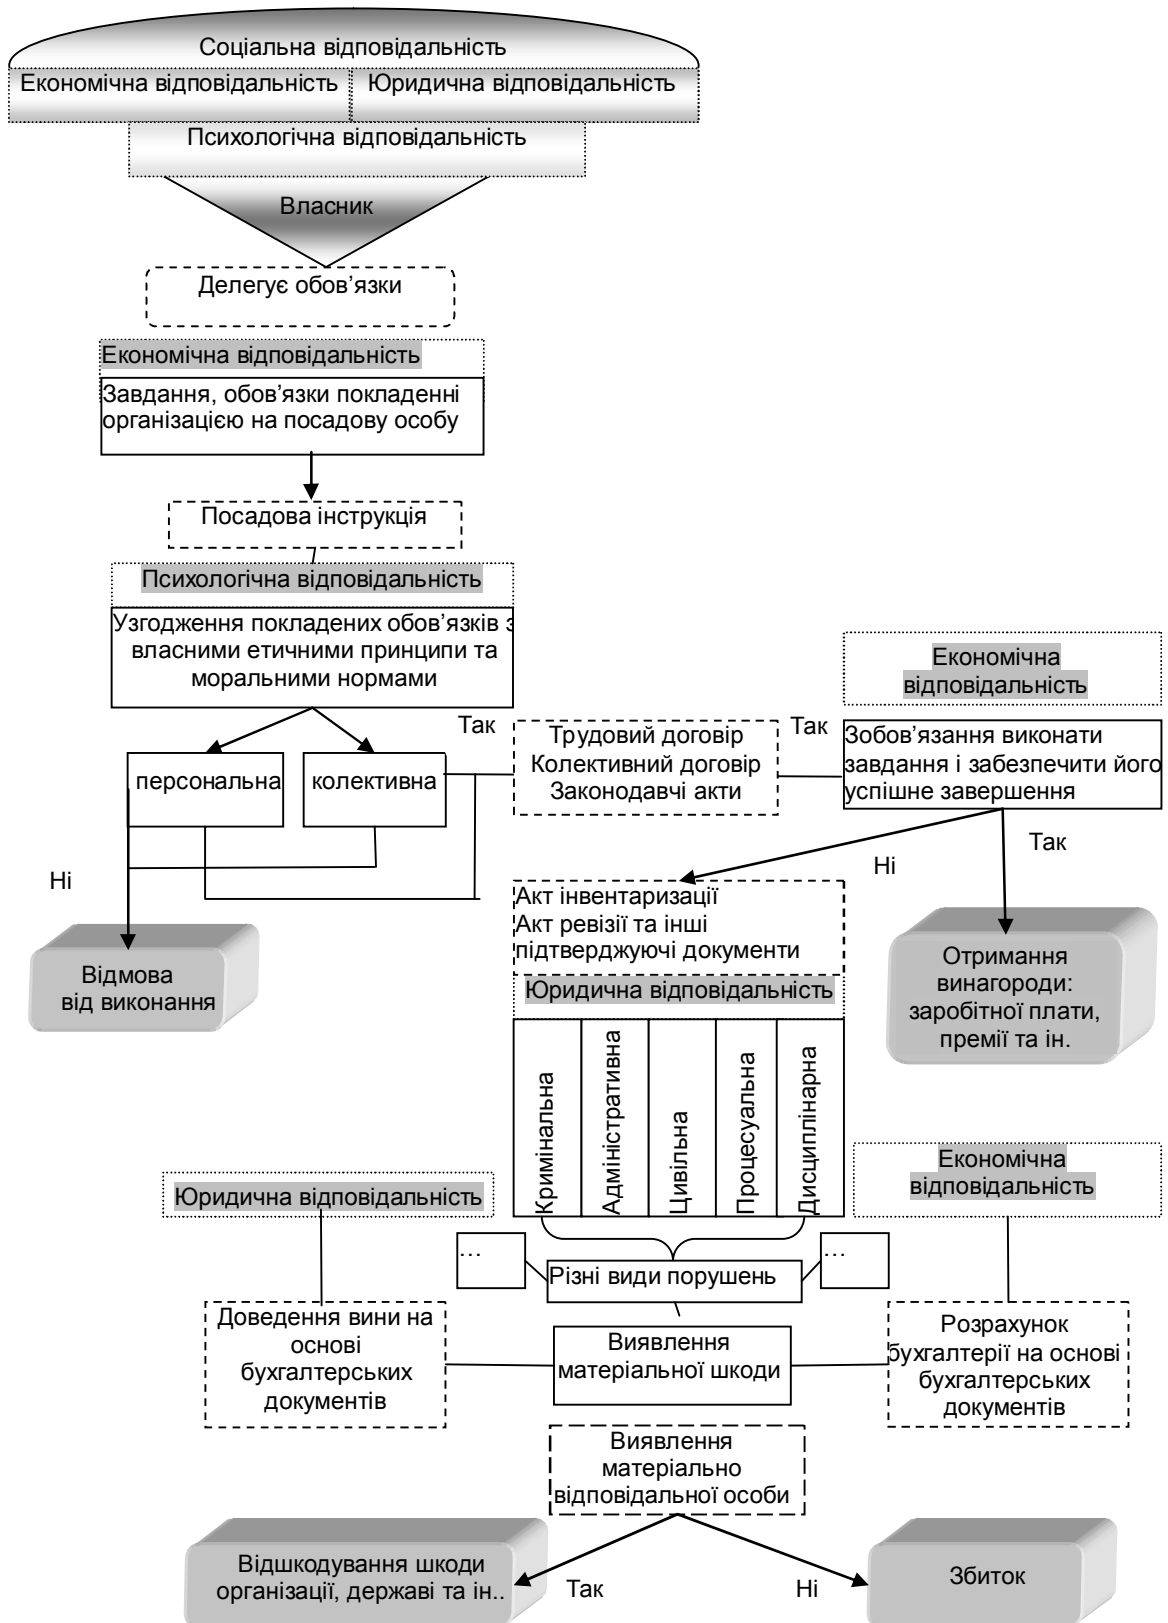 Соціальна відповідальність
Економічна відповідальність
Юридична відповідальність
Психологічна відповідальність
Власник
Делегує обов’язки
Економічна відповідальність
Завдання, обов’язки покладенні
організацією на посадову особу
Посадова інструкція
Психологічна відповідальність
Узгодження покладених обов’язків з
власними етичними принципи та
моральними нормами
персональна
колективна
Так
Трудовий договір
Колективний договір
Законодавчі акти
Так
Економічна
відповідальність
Зобов’язання виконати
завдання і забезпечити його
успішне завершення
Ні
Так
Ні
Відмова
від виконання
Акт інвентаризації
Акт ревізії та інші
підтверджуючі документи
Юридична відповідальність
Отримання
винагороди:
заробітної плати,
премії та ін.
Кримінальна
Адміністративна
Цивільна
Процесуальна
Дисциплінарна
Юридична відповідальність
Економічна
відповідальність
…
Різні види порушень
…
Доведення вини на
основі
бухгалтерських
документів
Виявлення
матеріальної шкоди
Розрахунок
бухгалтерії на основі
бухгалтерських
документів
Виявлення
матеріально
відповідальної особи
Відшкодування шкоди
організації, державі та ін..
Так
Ні
Збиток